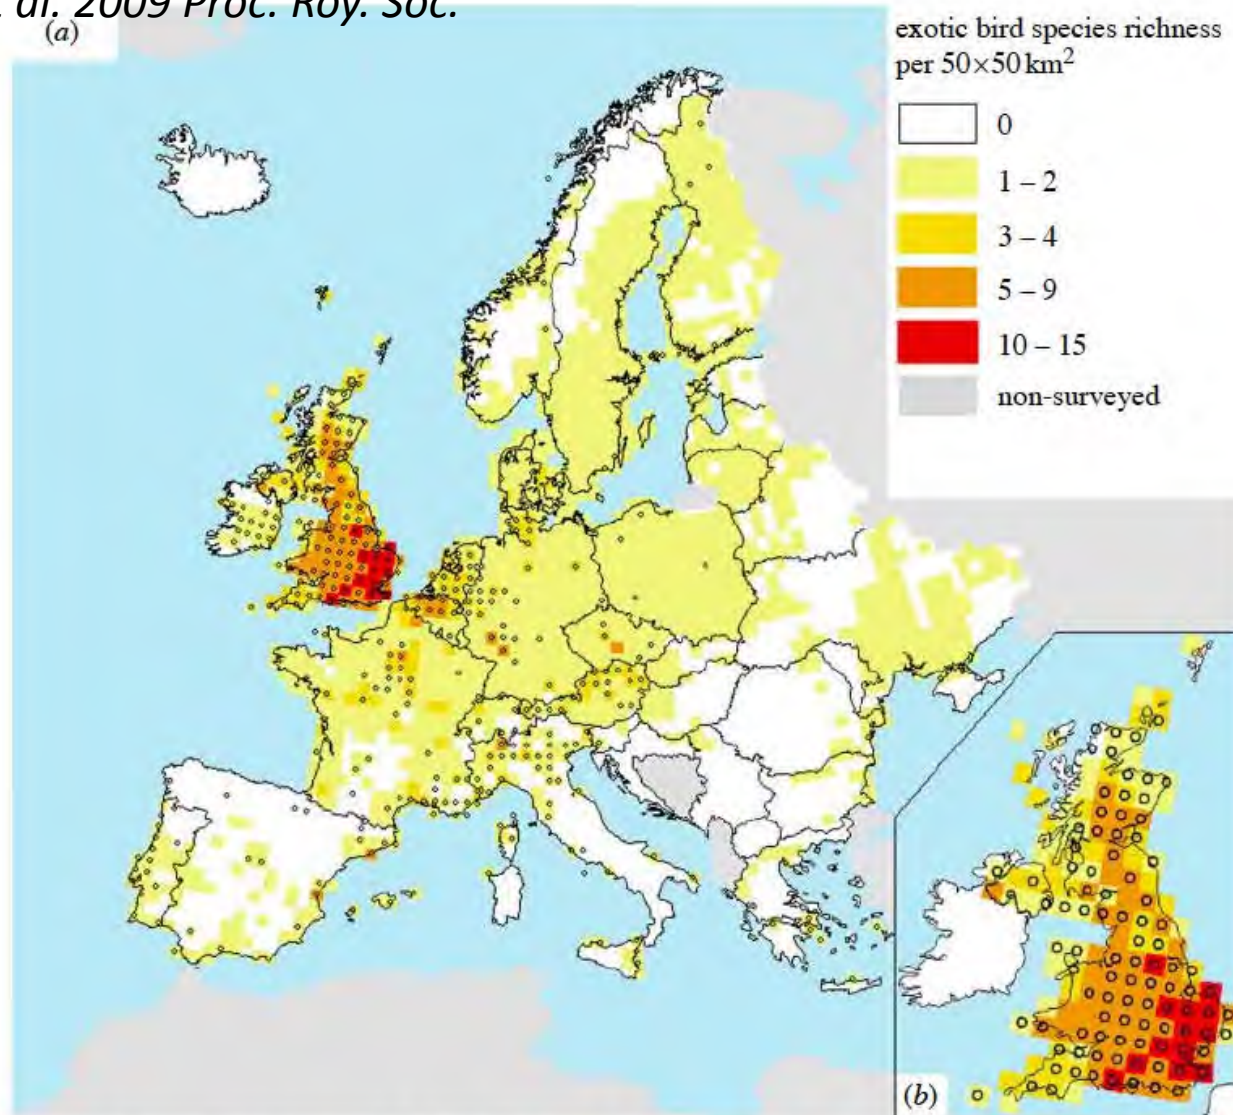 al. 2009 Proc. Roy. Soc.
(a)
exotic bird species richness
per 50×50 km²
0
1 – 2
3 – 4
5 – 9
10 – 15
non-surveyed
(b)